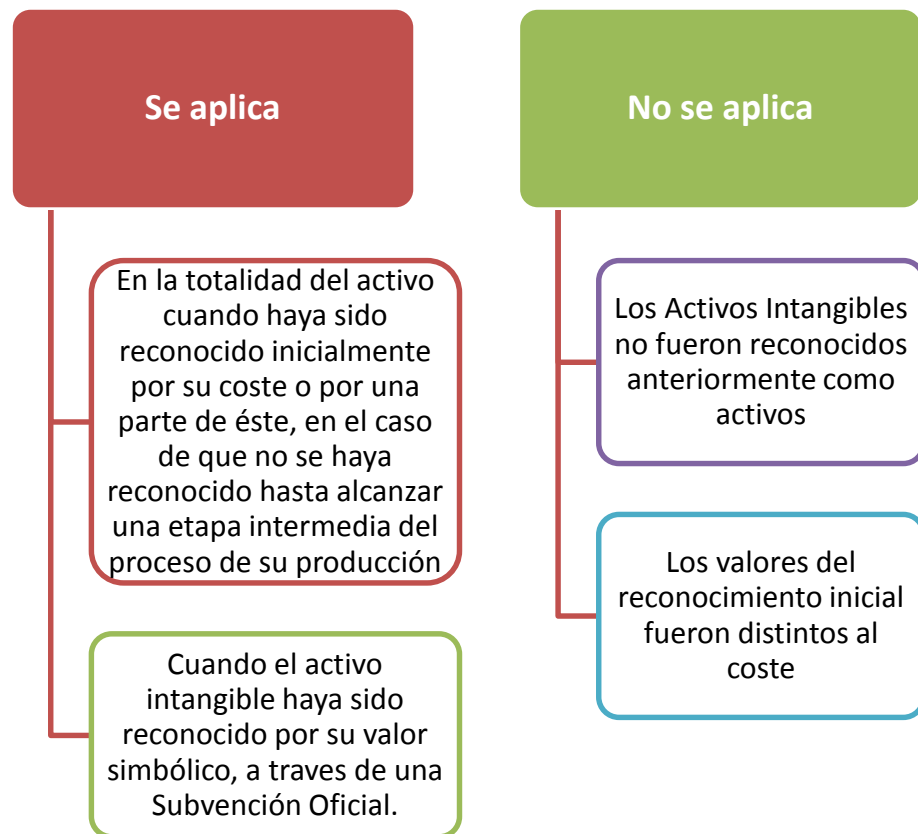 Se aplica
En la totalidad del activo
cuando haya sido
reconocido inicialmente
por su coste o por una
parte de éste, en el caso
de que no se haya
reconocido hasta alcanzar
una etapa intermedia del
proceso de su producción
Cuando el activo
intangible haya sido
reconocido por su valor
simbólico, a traves de una
Subvención Oficial.
No se aplica
Los Activos Intangibles
no fueron reconocidos
anteriormente como
activos
Los valores del
reconocimiento inicial
fueron distintos al
coste